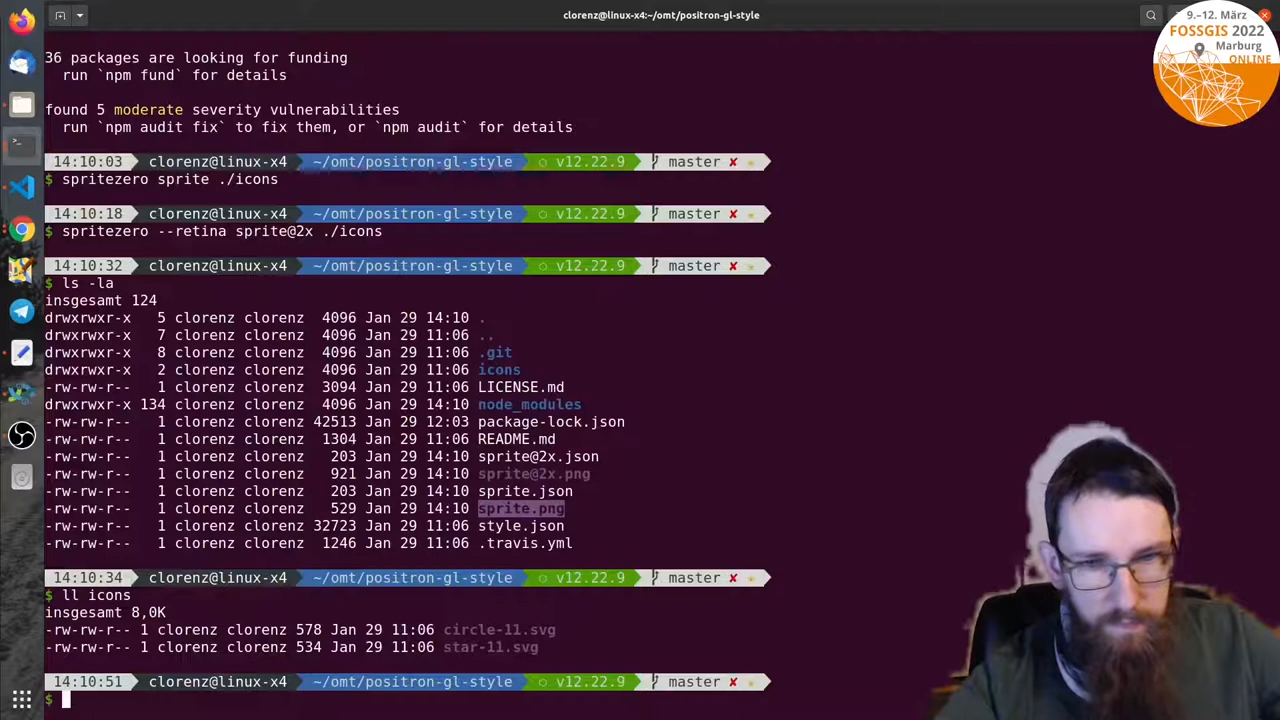 clorenz@linux-x4:~/omt/positron-gl-style
9.–12. März
FOSSGIS 2022
Marburg
ONLINE
36 packages are looking for funding
run `npm fund` for details
found 5 moderate severity vulnerabilities
run `npm audit fix` to fix them, or `npm audit` for details
14:10:03 clorenz@linux-x4 ~/omt/positron-gl-style v12.22.9 master ✘ ★
$ spritezero sprite ./icons
14:10:18 clorenz@linux-x4 ~/omt/positron-gl-style v12.22.9 master ✘ ★
$ spritezero --retina sprite@2x ./icons
14:10:32 clorenz@linux-x4 ~/omt/positron-gl-style v12.22.9 master ✘ ★
$ ls -la
insgesamt 124
drwxrwxr-x 5 clorenz clorenz 4096 Jan 29 14:10 .
drwxrwxr-x 7 clorenz clorenz 4096 Jan 29 11:06 ..
drwxrwxr-x 8 clorenz clorenz 4096 Jan 29 11:06 .git
drwxrwxr-x 2 clorenz clorenz 4096 Jan 29 11:06 icons
-rw-rw-r-- 1 clorenz clorenz 3094 Jan 29 11:06 LICENSE.md
drwxrwxr-x 134 clorenz clorenz 4096 Jan 29 14:10 node_modules
-rw-rw-r-- 1 clorenz clorenz 42513 Jan 29 12:03 package-lock.json
-rw-rw-r-- 1 clorenz clorenz 1304 Jan 29 11:06 README.md
-rw-rw-r-- 1 clorenz clorenz 203 Jan 29 14:10 sprite@2x.json
-rw-rw-r-- 1 clorenz clorenz 921 Jan 29 14:10 sprite@2x.png
-rw-rw-r-- 1 clorenz clorenz 203 Jan 29 14:10 sprite.json
-rw-rw-r-- 1 clorenz clorenz 529 Jan 29 14:10 sprite.png
-rw-rw-r-- 1 clorenz clorenz 32723 Jan 29 11:06 style.json
-rw-rw-r-- 1 clorenz clorenz 1246 Jan 29 11:06 .travis.yml
14:10:34 clorenz@linux-x4 ~/omt/positron-gl-style v12.22.9 master ✘ ★
$ ll icons
insgesamt 8,0K
-rw-rw-r-- 1 clorenz clorenz 578 Jan 29 11:06 circle-11.svg
-rw-rw-r-- 1 clorenz clorenz 534 Jan 29 11:06 star-11.svg
14:10:51 clorenz@linux-x4 ~/omt/positron-gl-style v12.22.9 master ✘ ★
$